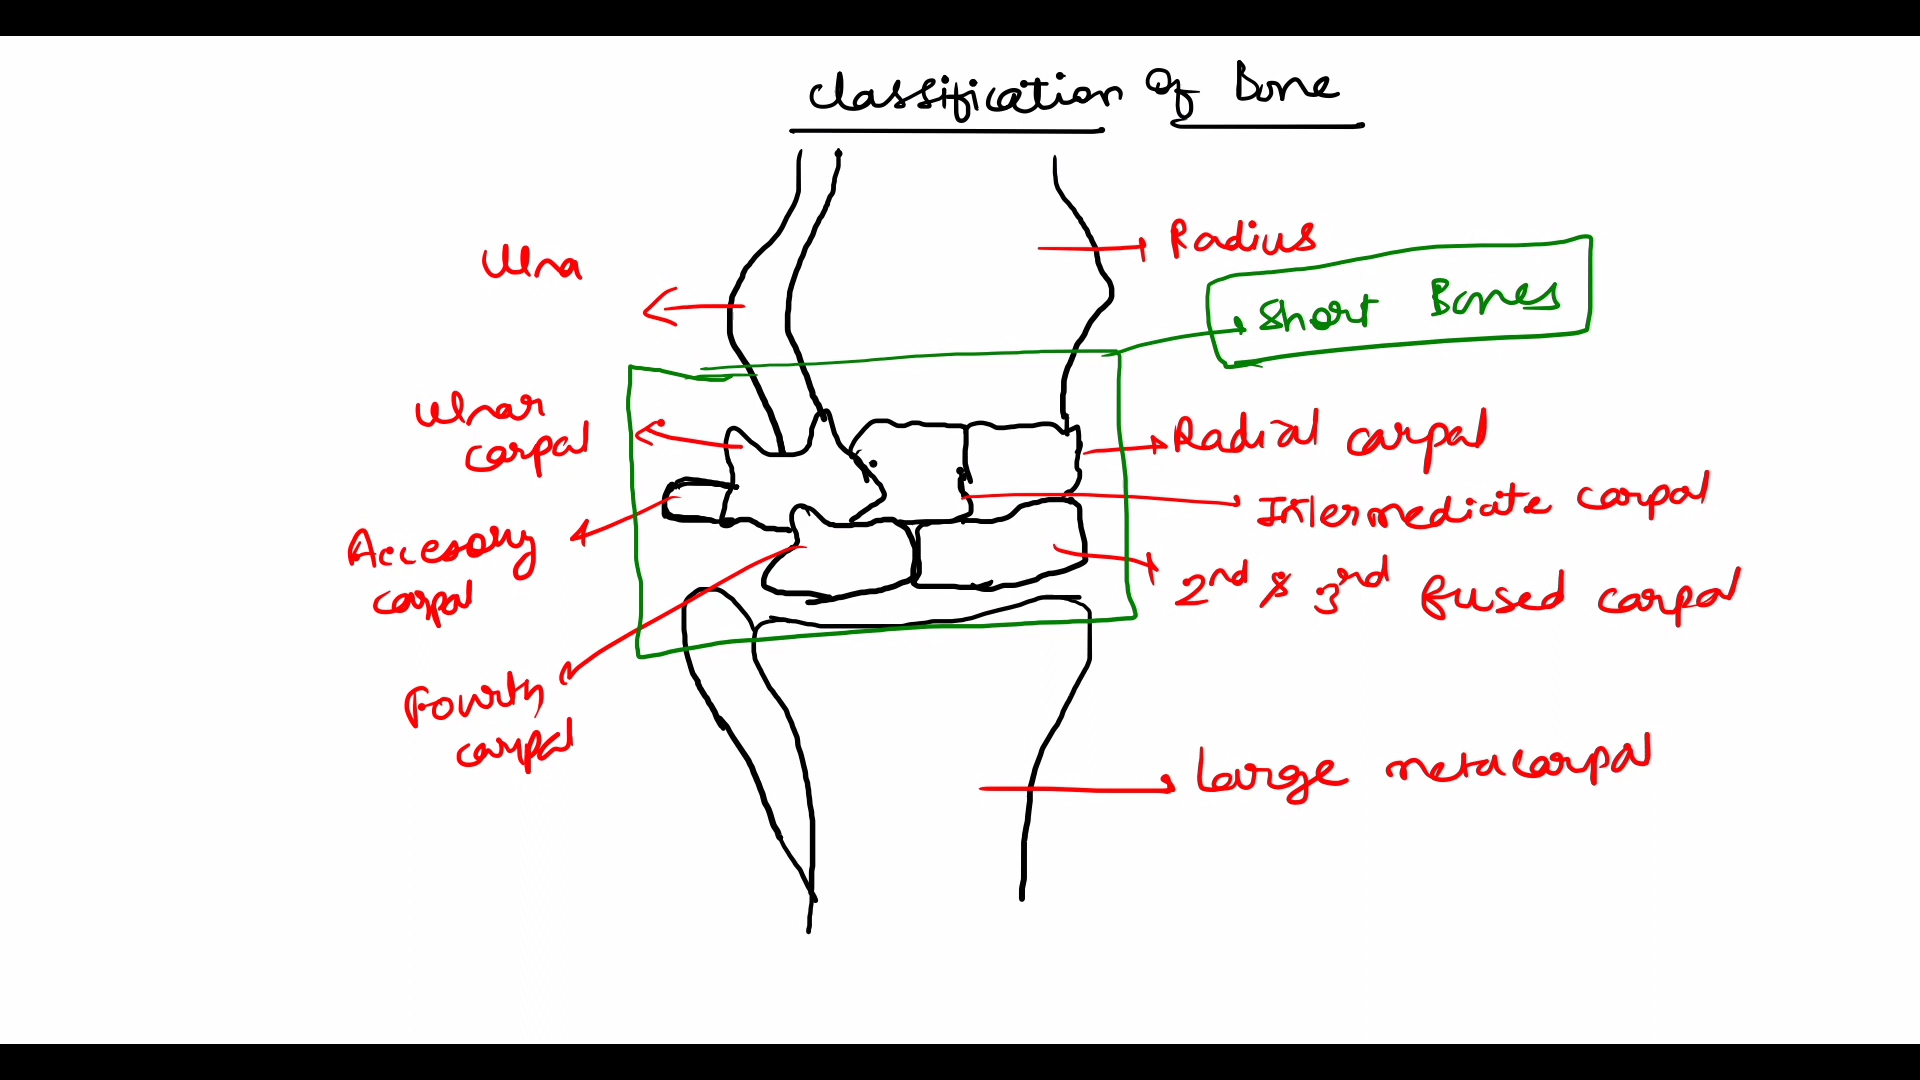 Classification Of Bone
Ulna
Radius
Short Bones
Ulnar
carpal
Radial carpal
Intermediate carpal
Accesory
carpal
2nd & 3rd fused carpal
Fourth
carpal
Large metacarpal